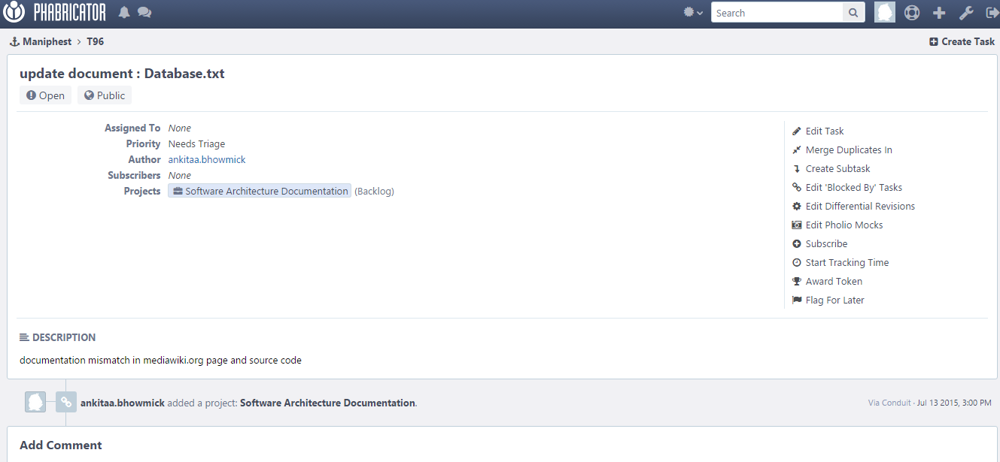 PHABRICATOR Search
Maniphest > T96 Create Task
update document : Database.txt
Open Public
Assigned To None
Priority Needs Triage
Author ankitaa.bhowmick
Subscribers None
Projects Software Architecture Documentation (Backlog)
Edit Task
Merge Duplicates In
Create Subtask
Edit 'Blocked By' Tasks
Edit Differential Revisions
Edit Pholio Mocks
Subscribe
Start Tracking Time
Award Token
Flag For Later
DESCRIPTION
documentation mismatch in mediawiki.org page and source code
ankitaa.bhowmick added a project: Software Architecture Documentation. Via Conduit · Jul 13 2015, 3:00 PM
Add Comment